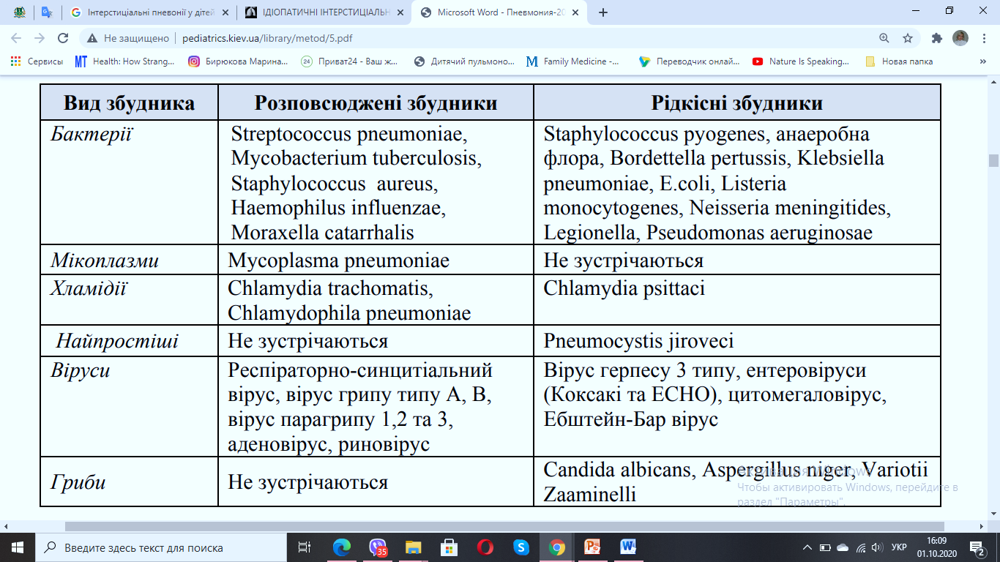 Інтерстиціальні пневонії у дітей
ІДІОПАТИЧНІ ІНТЕРСТИЦІАЛЬН
Microsoft Word - Пневмония-20
Не защищено
pediatrics.kiev.ua/library/metod/5.pdf
Сервисы
Health: How Strang...
Бирюкова Марина...
24
Приват24 - Ваш ж...
Дитячий пульмоно...
Family Medicine -...
Переводчик онлай...
Nature Is Speaking...
Новая папка
Вид збудника
Розповсюджені збудники
Рідкісні збудники
Бактерії
Streptococcus pneumoniae,
Mycobacterium tuberculosis,
Staphylococcus aureus,
Haemophilus influenzae,
Moraxella catarrhalis
Staphylococcus pyogenes, анаеробна
флора, Bordettella pertussis, Klebsiella
pneumoniae, E.coli, Listeria
monocytogenes, Neisseria meningitides,
Legionella, Pseudomonas aeruginosae
Мікоплазми
Mycoplasma pneumoniae
Не зустрічаються
Хламідії
Chlamydia trachomatis,
Chlamydophila pneumoniae
Chlamydia psittaci
Найпростіші
Не зустрічаються
Pneumocystis jiroveci
Віруси
Респіраторно-синцитіальний
вірус, вірус грипу типу А, В,
вірус парагрипу 1,2 та 3,
аденовірус, риновірус
Вірус герпесу 3 типу, ентеровіруси
(Коксакі та ЕСНО), цитомегаловірус,
Ебштейн-Бар вірус
Гриби
Не зустрічаються
Candida albicans, Aspergillus niger, Variotii
Zaaminelli
Активация Windows
Чтобы активировать Windows, перейдите в
раздел "Параметры".
Введите здесь текст для поиска
35
УКР
16:09
01.10.2020
2